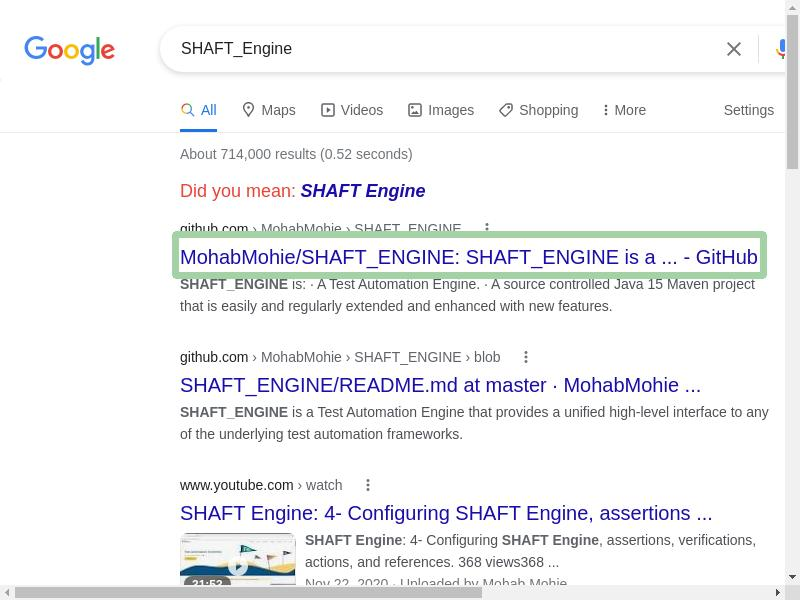 Google
SHAFT_Engine
All Maps Videos Images Shopping More Settings
About 714,000 results (0.52 seconds)
Did you mean: SHAFT Engine
github.com › MohabMohie › SHAFT_ENGINE
MohabMohie/SHAFT_ENGINE: SHAFT_ENGINE is a ... - GitHub
SHAFT_ENGINE is: · A Test Automation Engine. · A source controlled Java 15 Maven project
that is easily and regularly extended and enhanced with new features.
github.com › MohabMohie › SHAFT_ENGINE › blob
SHAFT_ENGINE/README.md at master · MohabMohie ...
SHAFT_ENGINE is a Test Automation Engine that provides a unified high-level interface to any
of the underlying test automation frameworks.
www.youtube.com › watch
SHAFT Engine: 4- Configuring SHAFT Engine, assertions ...
SHAFT Engine: 4- Configuring SHAFT Engine, assertions, verifications,
actions, and references. 368 views368 ...
21:52
Nov 22, 2020 · Uploaded by Mohab Mohie